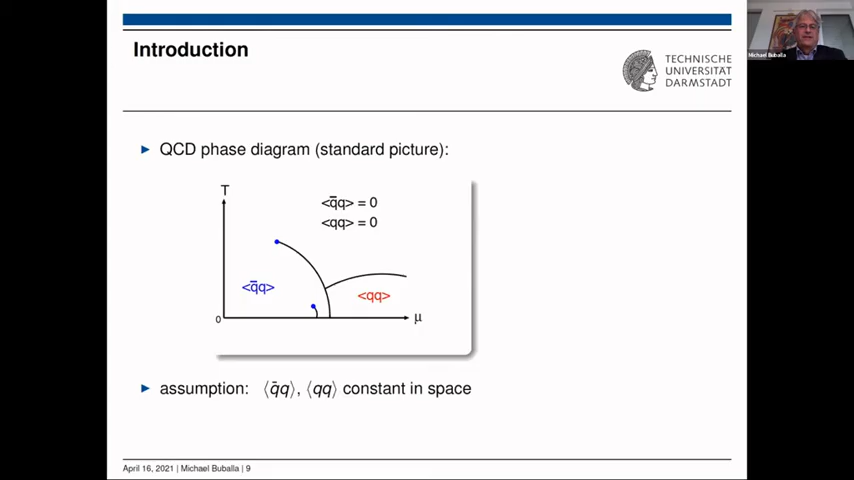 Introduction
TECHNISCHE
UNIVERSITÄT
DARMSTADT
Michael Buballa
▶ QCD phase diagram (standard picture):
T
<q̄q> = 0
<qq> = 0
<q̄q>
<qq>
0
μ
▶ assumption: ⟨q̄q⟩, ⟨qq⟩ constant in space
April 16, 2021 | Michael Buballa | 9